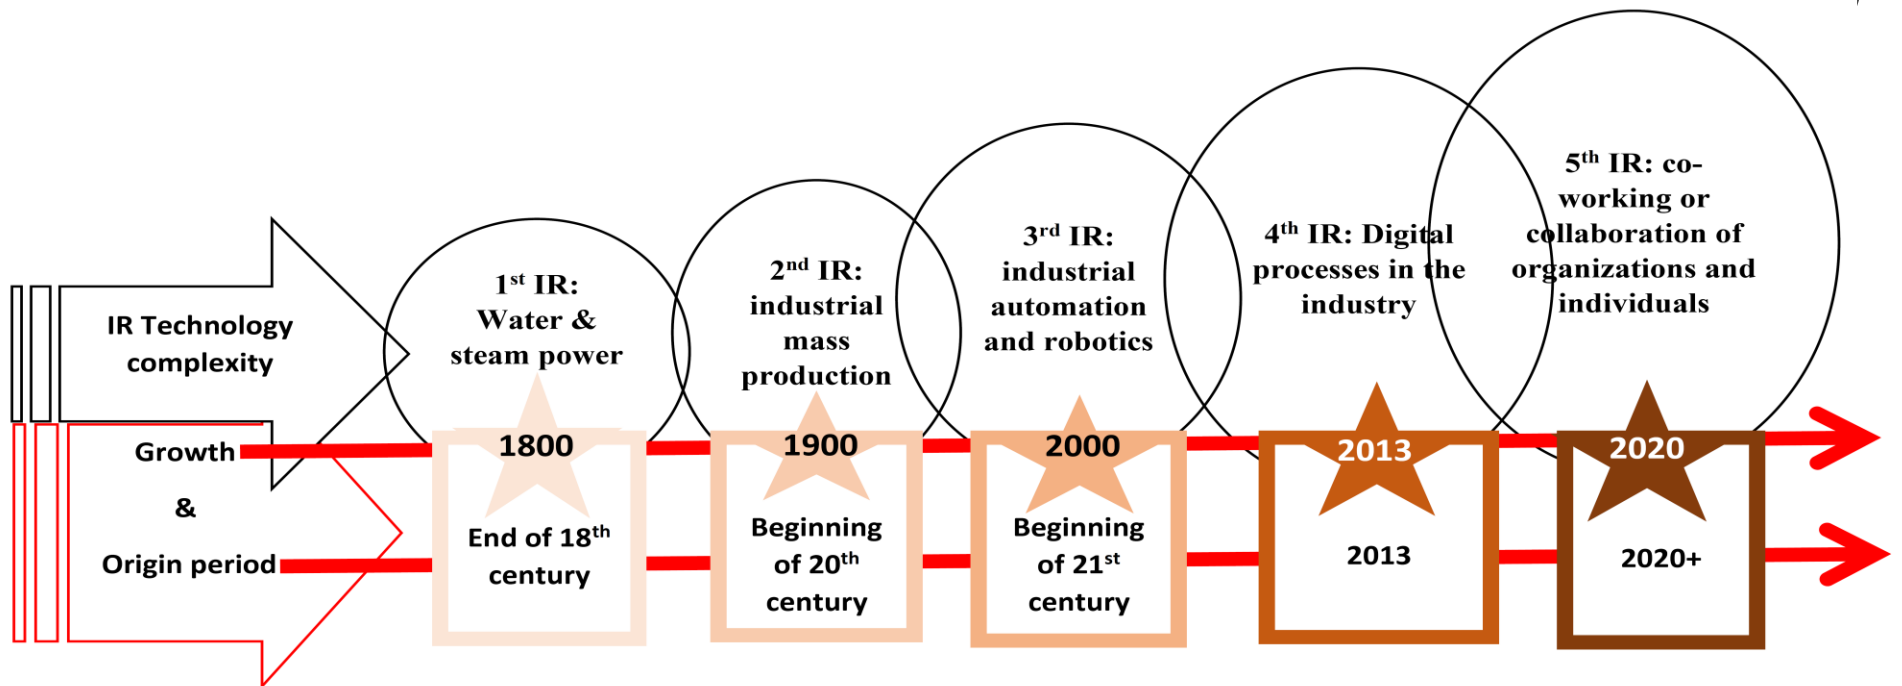 IR Technology
complexity
Growth
&
Origin period
1st IR:
Water &
steam power
1800
End of 18th
century
2nd IR:
industrial
mass
production
1900
Beginning
of 20th
century
3rd IR:
industrial
automation
and robotics
2000
Beginning
of 21st
century
4th IR: Digital
processes in the
industry
2013
2013
5th IR: co-
working or
collaboration of
organizations and
individuals
2020
2020+